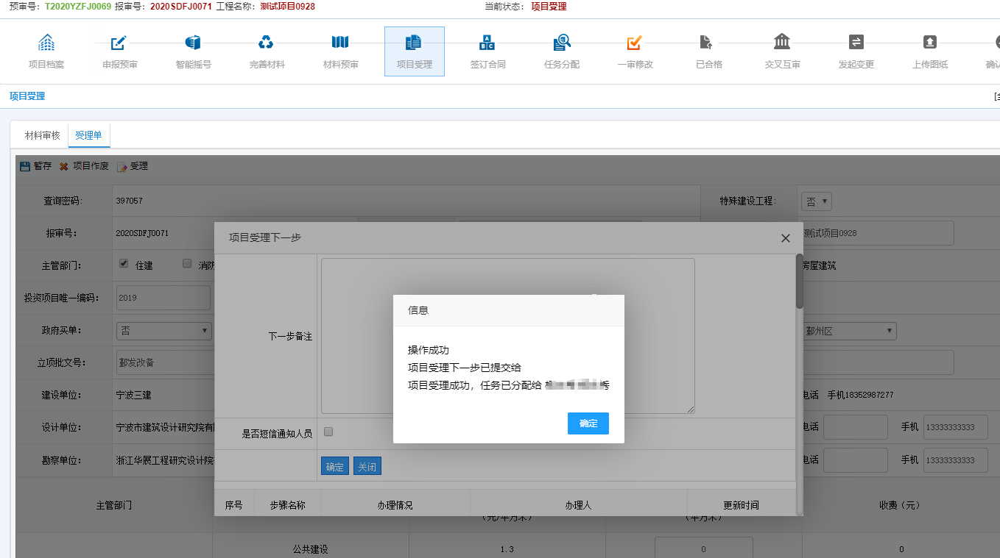 预审号: T2020YZFJ0069 报审号: 2020SDFJ0071 工程名称: 测试项目0928 当前状态: 项目受理
项目档案 申报预审 智能摇号 完善材料 材料预审 项目受理 签订合同 任务分配 一审修改 已合格 交叉互审 发起变更 上传图纸
项目受理
材料审核 受理单
暂存 项目作废 受理
查询密码: 397057 特殊建设工程: 否
报审号: 2020SDFJ0071 测试项目0928
项目受理下一步
主管部门: 住建 消防 房屋建筑
投资项目唯一编码: 2019
信息
政府买单: 否 鄞州区
下一步备注
操作成功
立项批文号: 鄞发改备
项目受理下一步已提交给
项目受理成功，任务已分配给 秀
建设单位: 宁波三建 电话 手机18352987277
设计单位: 宁波市建筑设计研究院有 电话 手机 13333333333
确定
是否短信通知人员
勘察单位: 浙江华展工程研究设计院 电话 手机 13333333333
确定 关闭
序号 步骤名称 办理情况 办理人 更新时间
主管部门 （元/平方米） （平方米） 收费（元）
公共建设 1.3 0 0